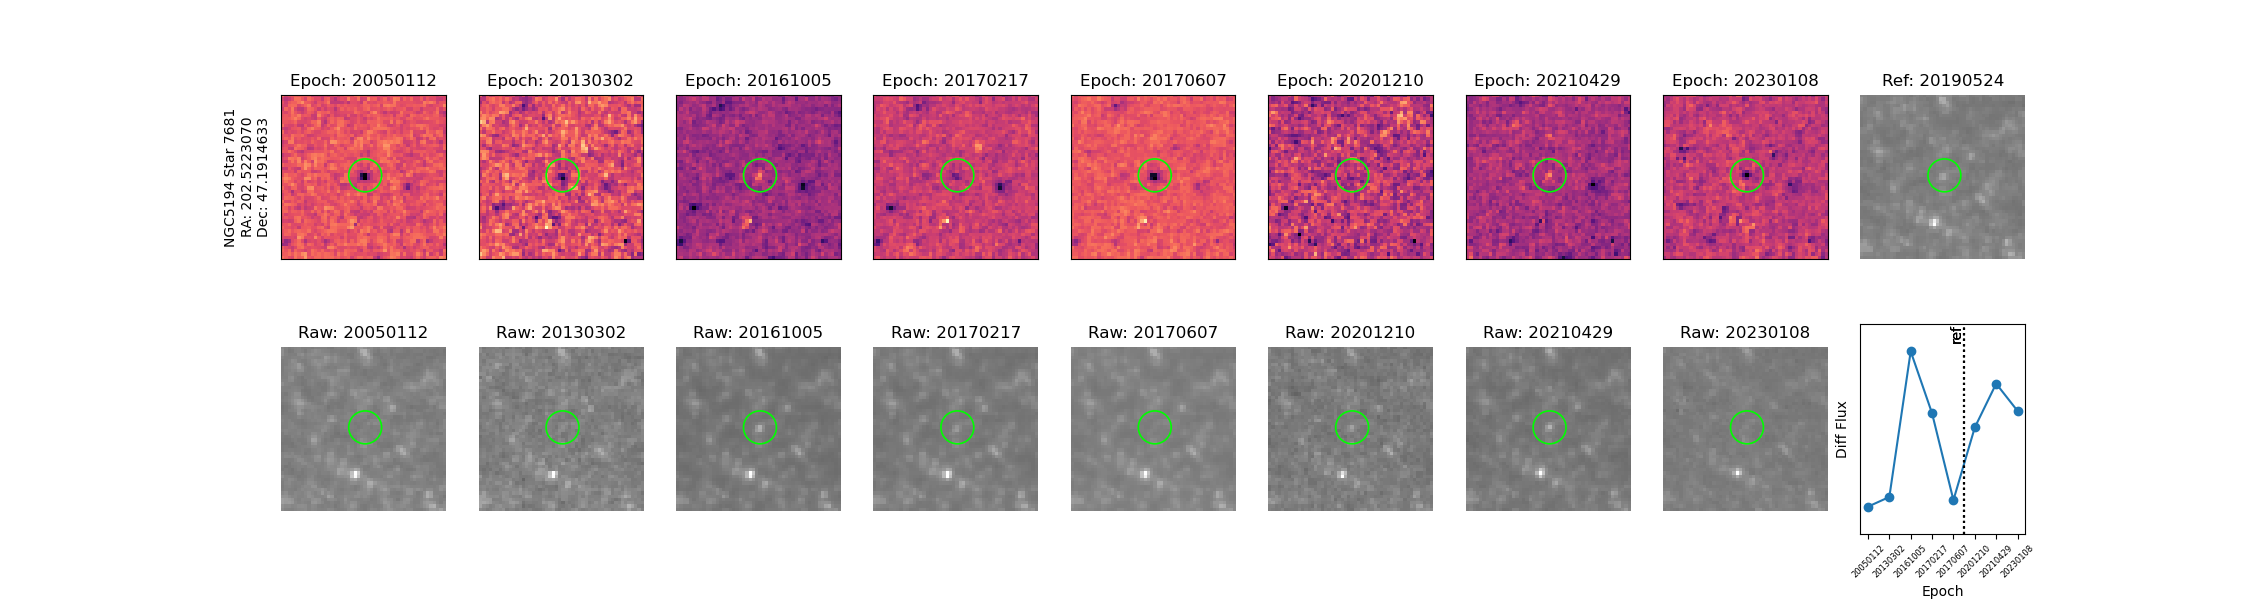 Epoch: 20050112
Epoch: 20130302
Epoch: 20161005
Epoch: 20170217
Epoch: 20170607
Epoch: 20201210
Epoch: 20210429
Epoch: 20230108
Ref: 20190524
NGC5194 Star 7681
RA: 202.5223070
Dec: 47.1914633
Raw: 20050112
Raw: 20130302
Raw: 20161005
Raw: 20170217
Raw: 20170607
Raw: 20201210
Raw: 20210429
Raw: 20230108
ref
Diff Flux
20050112
20130302
20161005
20170217
20170607
20201210
20210429
20230108
Epoch